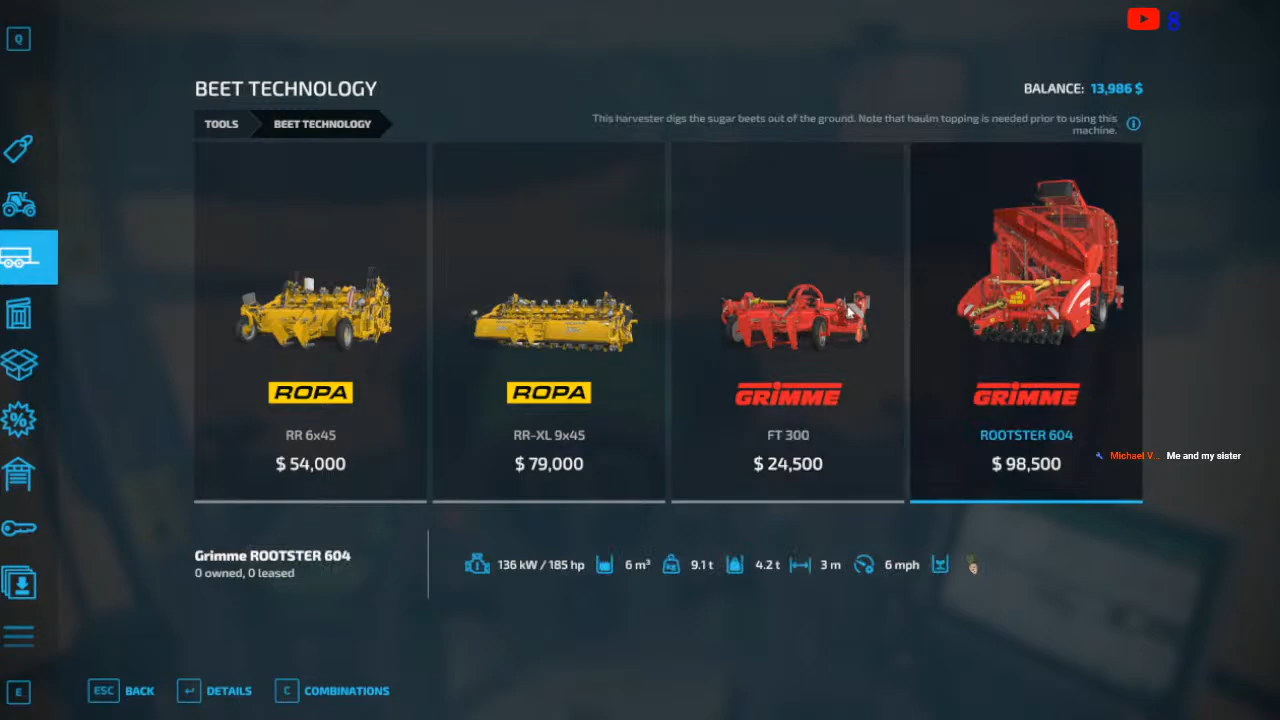 8
Q
BEET TECHNOLOGY
BALANCE: 13,986 $
TOOLS
BEET TECHNOLOGY
This harvester digs the sugar beets out of the ground. Note that haulm topping is needed prior to using this
machine.
ROPA
ROPA
GRIMME
GRIMME
RR 6x45
RR-XL 9x45
FT 300
ROOTSTER 604
$ 54,000
$ 79,000
$ 24,500
$ 98,500
Michael V... Me and my sister
Grimme ROOTSTER 604
0 owned, 0 leased
136 kW / 185 hp
6 m³
9.1 t
4.2 t
3 m
6 mph
E
ESC BACK
DETAILS
C COMBINATIONS